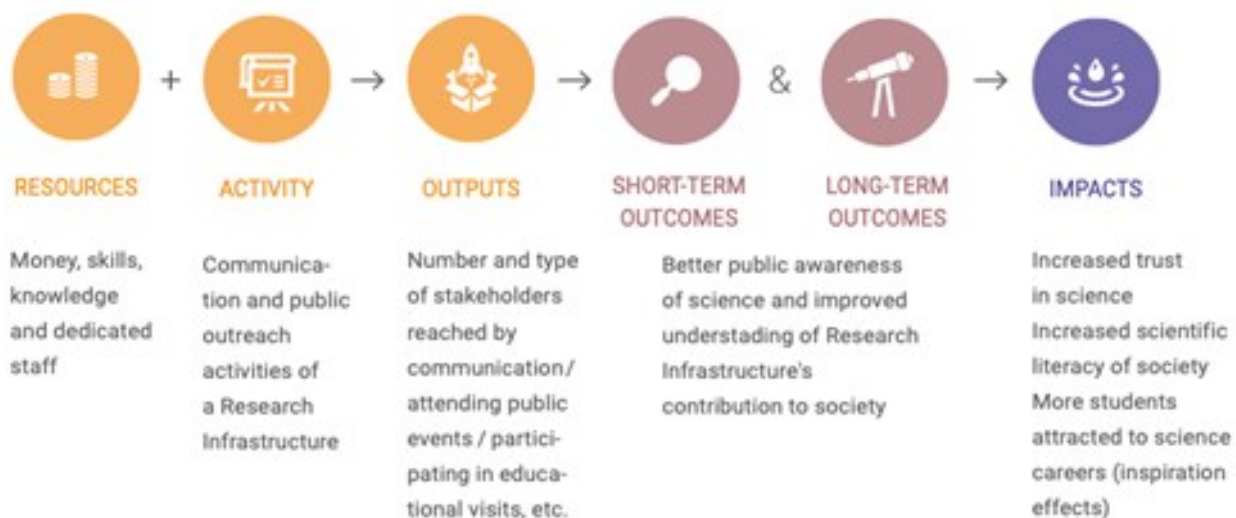 +
→
→
&
→
RESOURCES
ACTIVITY
OUTPUTS
SHORT-TERM
OUTCOMES
LONG-TERM
OUTCOMES
IMPACTS
Money, skills,
knowledge
and dedicated
staff
Communica-
tion and public
outreach
activities of
a Research
Infrastructure
Number and type
of stakeholders
reached by
communication/
attending public
events / partici-
pating in educa-
tional visits, etc.
Better public awareness
of science and improved
understading of Research
Infrastructure's
contribution to society
Increased trust
in science
Increased scientific
literacy of society
More students
attracted to science
careers (inspiration
effects)